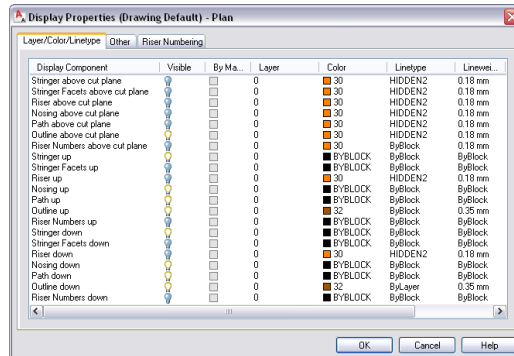 Display Properties (Drawing Default) - Plan
Layer/Color/Linetype Other Riser Numbering
Display Component Visible By Ma... Layer Color Linetype Linewei...
Stringer above cut plane 0 30 HIDDEN2 0.18 mm
Stringer Facets above cut plane 0 30 HIDDEN2 0.18 mm
Riser above cut plane 0 30 HIDDEN2 0.18 mm
Nosing above cut plane 0 30 HIDDEN2 0.18 mm
Path above cut plane 0 30 HIDDEN2 0.18 mm
Outline above cut plane 0 30 HIDDEN2 0.18 mm
Riser Numbers above cut plane 0 30 ByBlock 0.18 mm
Stringer up 0 BYBLOCK ByBlock ByBlock
Stringer Facets up 0 BYBLOCK ByBlock ByBlock
Riser up 0 30 HIDDEN2 0.18 mm
Nosing up 0 BYBLOCK ByBlock ByBlock
Path up 0 BYBLOCK ByBlock ByBlock
Outline up 0 32 ByBlock 0.35 mm
Riser Numbers up 0 BYBLOCK ByBlock ByBlock
Stringer down 0 BYBLOCK ByBlock ByBlock
Stringer Facets down 0 BYBLOCK ByBlock ByBlock
Riser down 0 30 HIDDEN2 0.18 mm
Nosing down 0 BYBLOCK ByBlock ByBlock
Path down 0 BYBLOCK ByBlock ByBlock
Outline down 0 32 ByLayer 0.35 mm
Riser Numbers down 0 BYBLOCK ByBlock ByBlock
OK Cancel Help